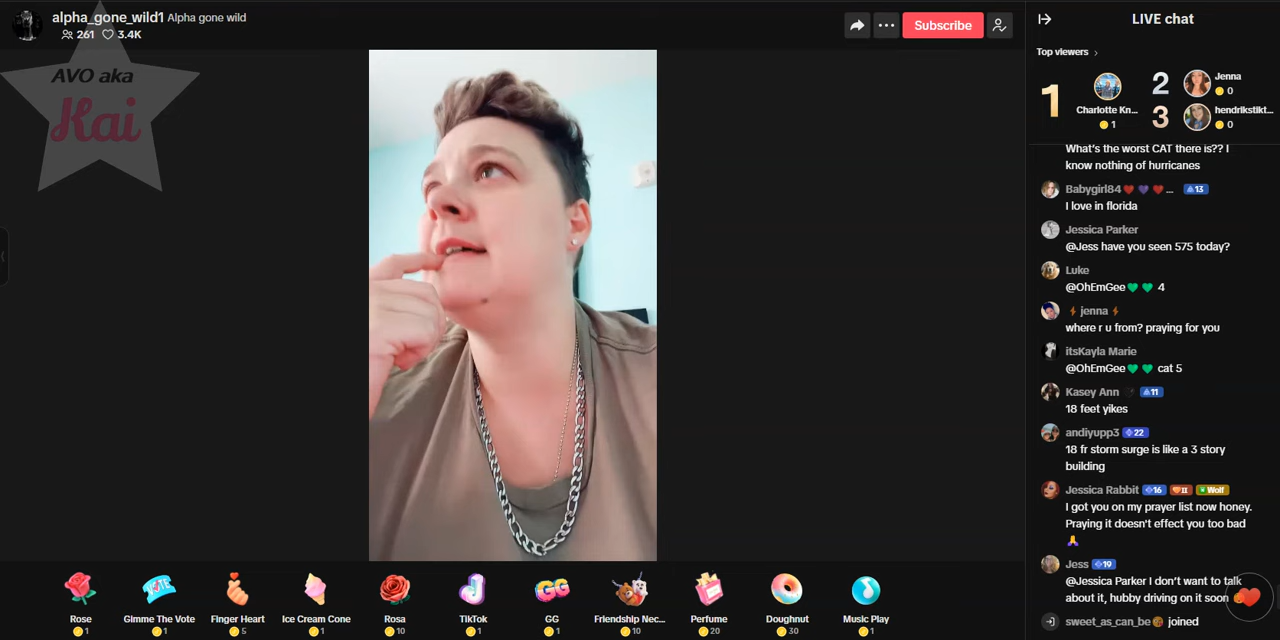 alpha_gone_wild1 Alpha gone wild
261 3.4K
Subscribe
AVO aka
Kai
LIVE chat
Top viewers
1 Charlotte Kn... 1
2 Jenna 0
3 hendrikstikt... 0
What's the worst CAT there is?? I
know nothing of hurricanes
Babygirl84 ... 13
I love in florida
Jessica Parker
@Jess have you seen 575 today?
Luke
@OhEmGee💚💚 4
⚡jenna⚡
where r u from? praying for you
itsKayla Marie
@OhEmGee💚💚 cat 5
Kasey Ann 11
18 feet yikes
andiyupp3 22
18 fr storm surge is like a 3 story
building
Jessica Rabbit 16 II Wolf
I got you on my prayer list now honey.
Praying it doesn't effect you too bad
🙏
Jess 19
@Jessica Parker I don't want to talk
about it, hubby driving on it soon
sweet_as_can_be joined
Rose Gimme The Vote Finger Heart Ice Cream Cone Rosa TikTok GG Friendship Nec... Perfume Doughnut Music Play
1 1 5 1 10 1 1 10 20 30 1